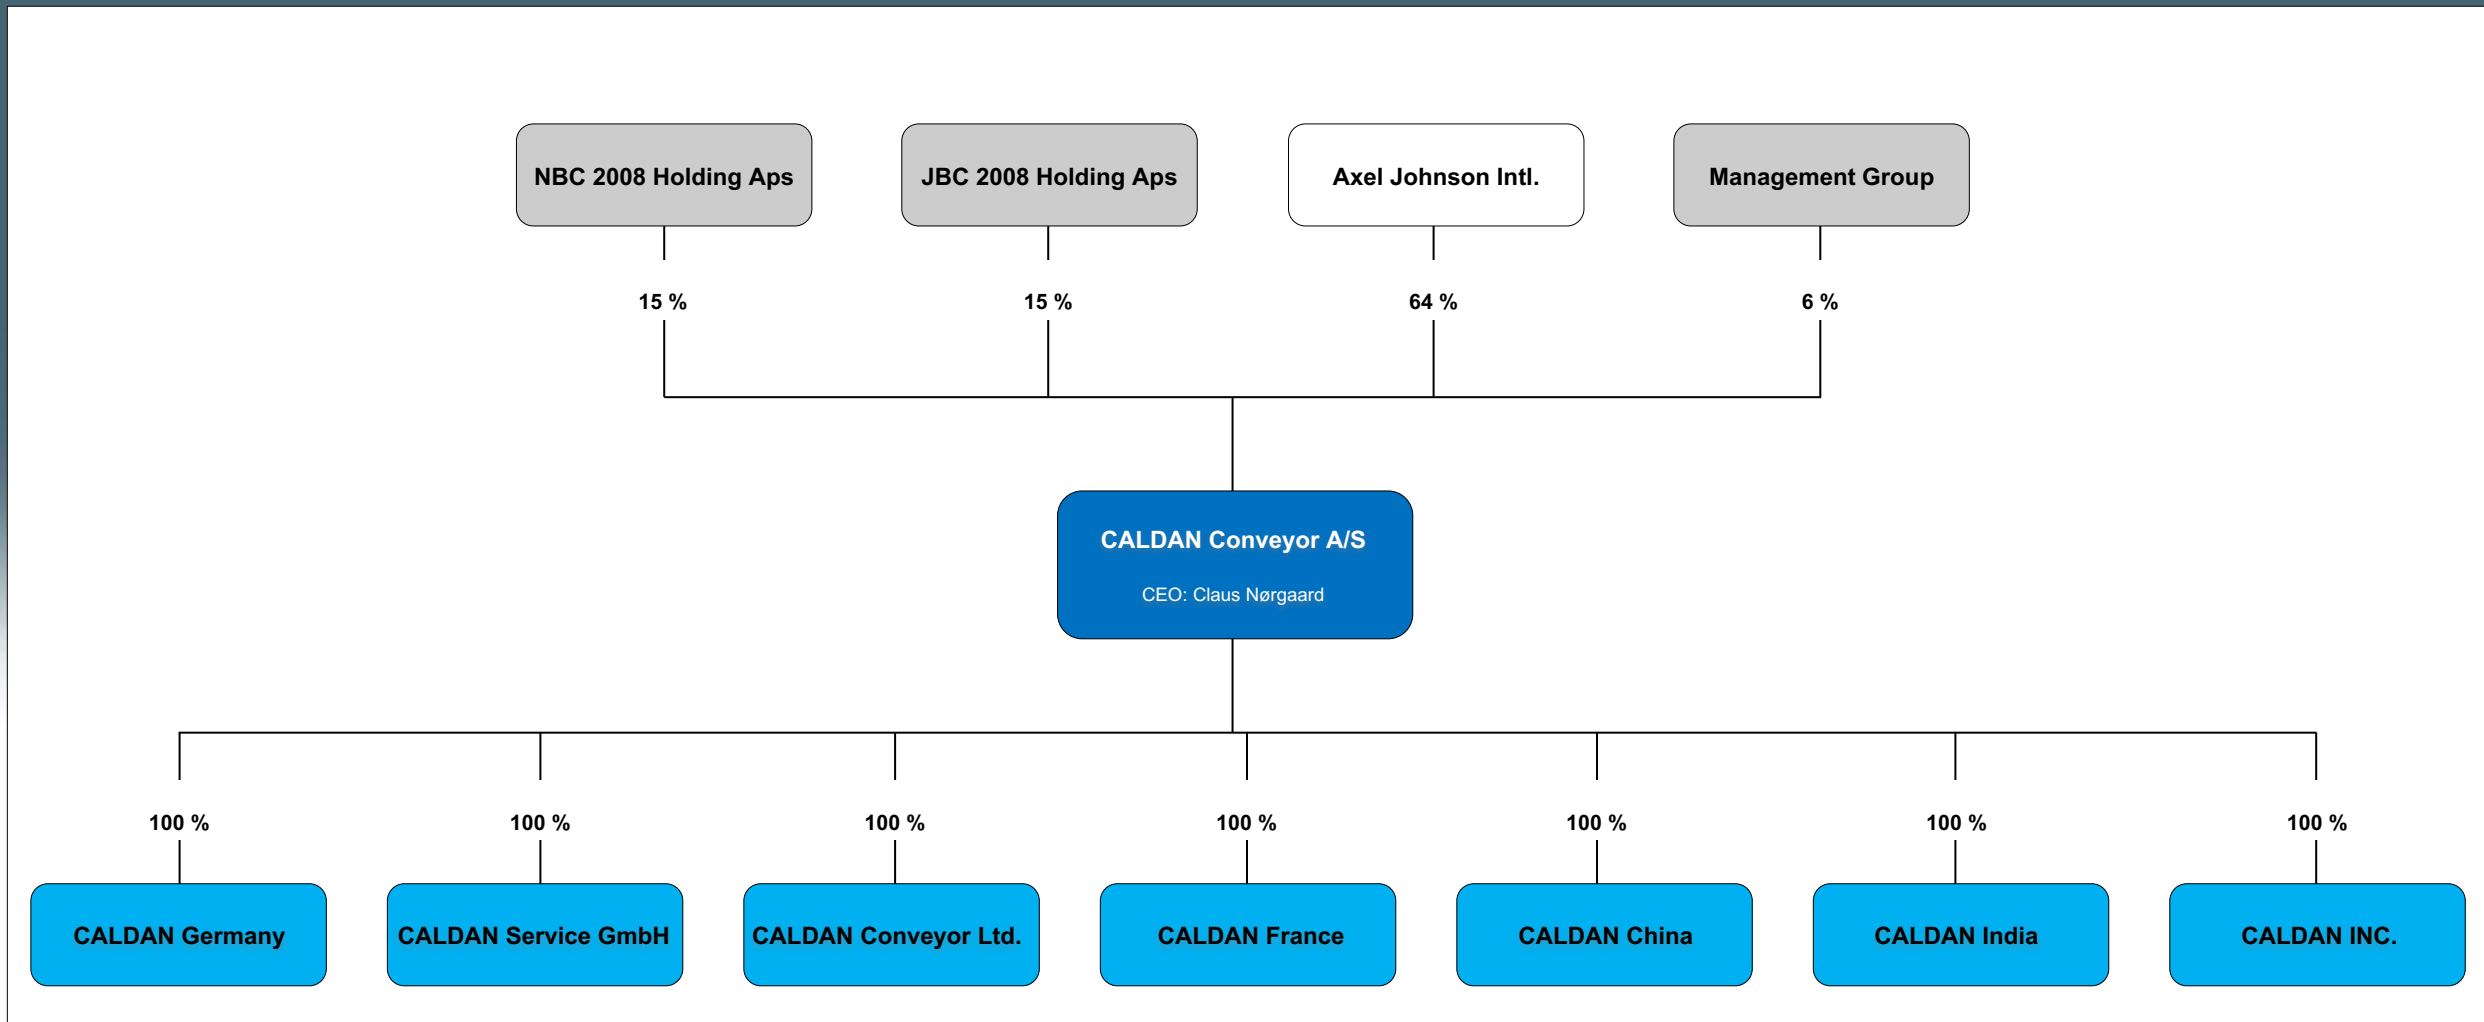 NBC 2008 Holding Aps
JBC 2008 Holding Aps
Axel Johnson Intl.
Management Group
15 %
15 %
64 %
6 %
CALDAN Conveyor A/S
CEO: Claus Nørgaard
100 %
100 %
100 %
100 %
100 %
100 %
100 %
CALDAN Germany
CALDAN Service GmbH
CALDAN Conveyor Ltd.
CALDAN France
CALDAN China
CALDAN India
CALDAN INC.